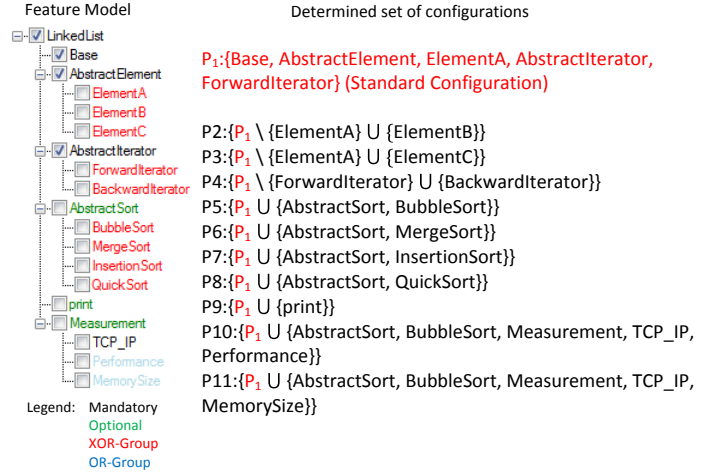 Feature Model
Determined set of configurations
LinkedList
Base
AbstractElement
ElementA
ElementB
ElementC
AbstractIterator
ForwardIterator
BackwardIterator
AbstractSort
BubbleSort
MergeSort
InsertionSort
QuickSort
print
Measurement
TCP_IP
Performance
MemorySize
Legend: Mandatory
Optional
XOR-Group
OR-Group
P1:{Base, AbstractElement, ElementA, AbstractIterator,
ForwardIterator} (Standard Configuration)
P2:{P1 \ {ElementA} ∪ {ElementB}}
P3:{P1 \ {ElementA} ∪ {ElementC}}
P4:{P1 \ {ForwardIterator} ∪ {BackwardIterator}}
P5:{P1 ∪ {AbstractSort, BubbleSort}}
P6:{P1 ∪ {AbstractSort, MergeSort}}
P7:{P1 ∪ {AbstractSort, InsertionSort}}
P8:{P1 ∪ {AbstractSort, QuickSort}}
P9:{P1 ∪ {print}}
P10:{P1 ∪ {AbstractSort, BubbleSort, Measurement, TCP_IP,
Performance}}
P11:{P1 ∪ {AbstractSort, BubbleSort, Measurement, TCP_IP,
MemorySize}}